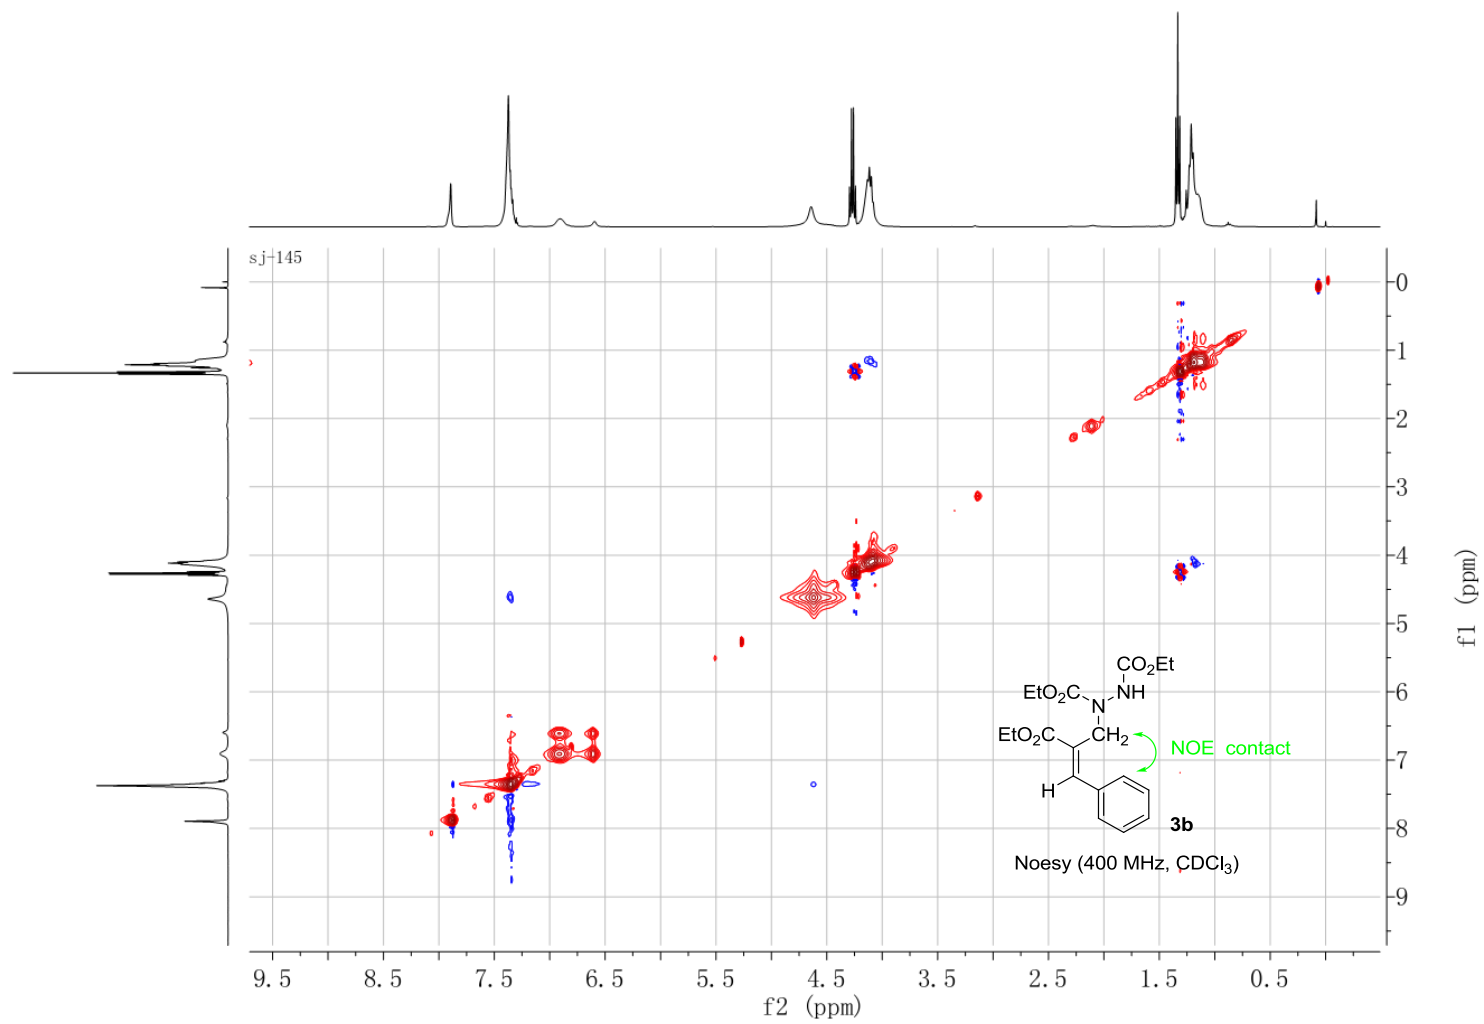 sj-145
0
1
2
3
4
5
6
7
8
9
f1 (ppm)
CO₂Et
EtO₂C
N
NH
EtO₂C
CH₂
NOE contact
H
3b
Noesy (400 MHz, CDCl₃)
9.5 8.5 7.5 6.5 5.5 4.5 3.5 2.5 1.5 0.5
f2 (ppm)